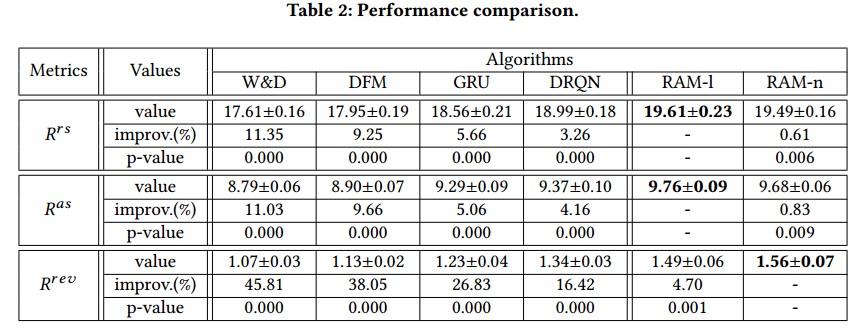 Table 2: Performance comparison.
Metrics Values Algorithms
W&D DFM GRU DRQN RAM-l RAM-n
R^rs value 17.61±0.16 17.95±0.19 18.56±0.21 18.99±0.18 19.61±0.23 19.49±0.16
improv.(%) 11.35 9.25 5.66 3.26 - 0.61
p-value 0.000 0.000 0.000 0.000 - 0.006
R^as value 8.79±0.06 8.90±0.07 9.29±0.09 9.37±0.10 9.76±0.09 9.68±0.06
improv.(%) 11.03 9.66 5.06 4.16 - 0.83
p-value 0.000 0.000 0.000 0.000 - 0.009
R^rev value 1.07±0.03 1.13±0.02 1.23±0.04 1.34±0.03 1.49±0.06 1.56±0.07
improv.(%) 45.81 38.05 26.83 16.42 4.70 -
p-value 0.000 0.000 0.000 0.000 0.001 -